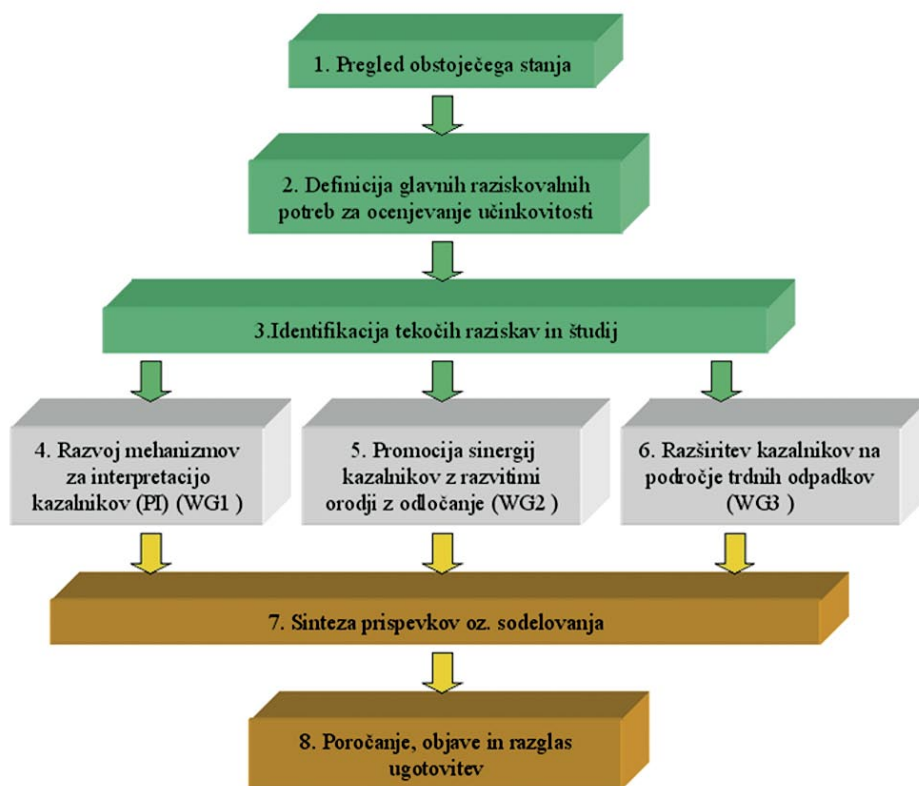 1. Pregled obstoječega stanja
2. Definicija glavnih raziskovalnih
potreb za ocenjevanje učinkovitosti
3.Identifikacija tekočih raziskav in študij
4. Razvoj mehanizmov
za interpretacijo
kazalnikov (PI) (WG1 )
5. Promocija sinergij
kazalnikov z razvitimi
orodji z odločanje (WG2 )
6. Razširitev kazalnikov na
področje trdnih odpadkov
(WG3 )
7. Sinteza prispevkov oz. sodelovanja
8. Poročanje, objave in razglas
ugotovitev